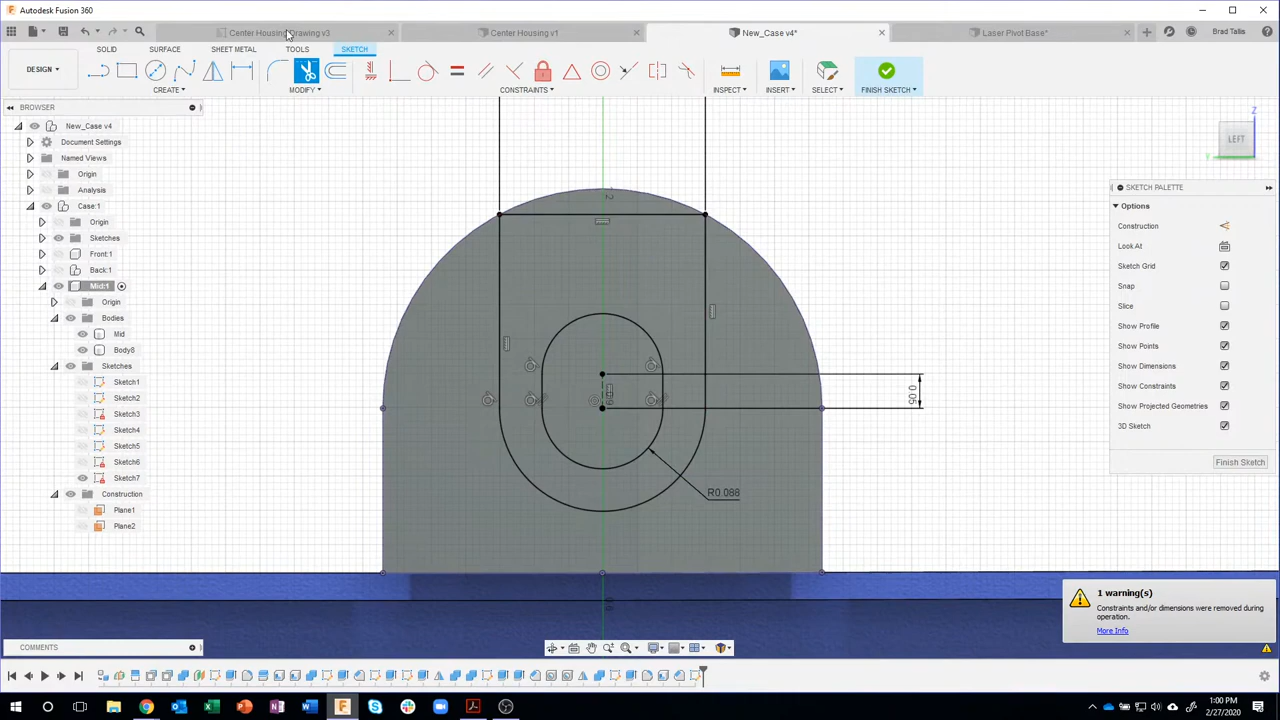 Autodesk Fusion 360
Center Housing Drawing v3
Center Housing v1
New_Case v4*
Laser Pivot Base*
Brad Tallis
SOLID
SURFACE
SHEET METAL
TOOLS
SKETCH
DESIGN
CREATE
MODIFY
CONSTRAINTS
INSPECT
INSERT
SELECT
FINISH SKETCH
BROWSER
New_Case v4
Document Settings
Named Views
Origin
Analysis
Case:1
Origin
Sketches
Front:1
Back:1
Mid:1
Origin
Bodies
Mid
Body8
Sketches
Sketch1
Sketch2
Sketch3
Sketch4
Sketch5
Sketch6
Sketch7
Construction
Plane1
Plane2
LEFT
Z
Y
SKETCH PALETTE
Options
Construction
Look At
Sketch Grid
Snap
Slice
Show Profile
Show Points
Show Dimensions
Show Constraints
Show Projected Geometries
3D Sketch
Finish Sketch
0.05
R0.088
1 warning(s)
Constraints and/or dimensions were removed during
operation.
More Info
COMMENTS
1:00 PM
2/27/2020